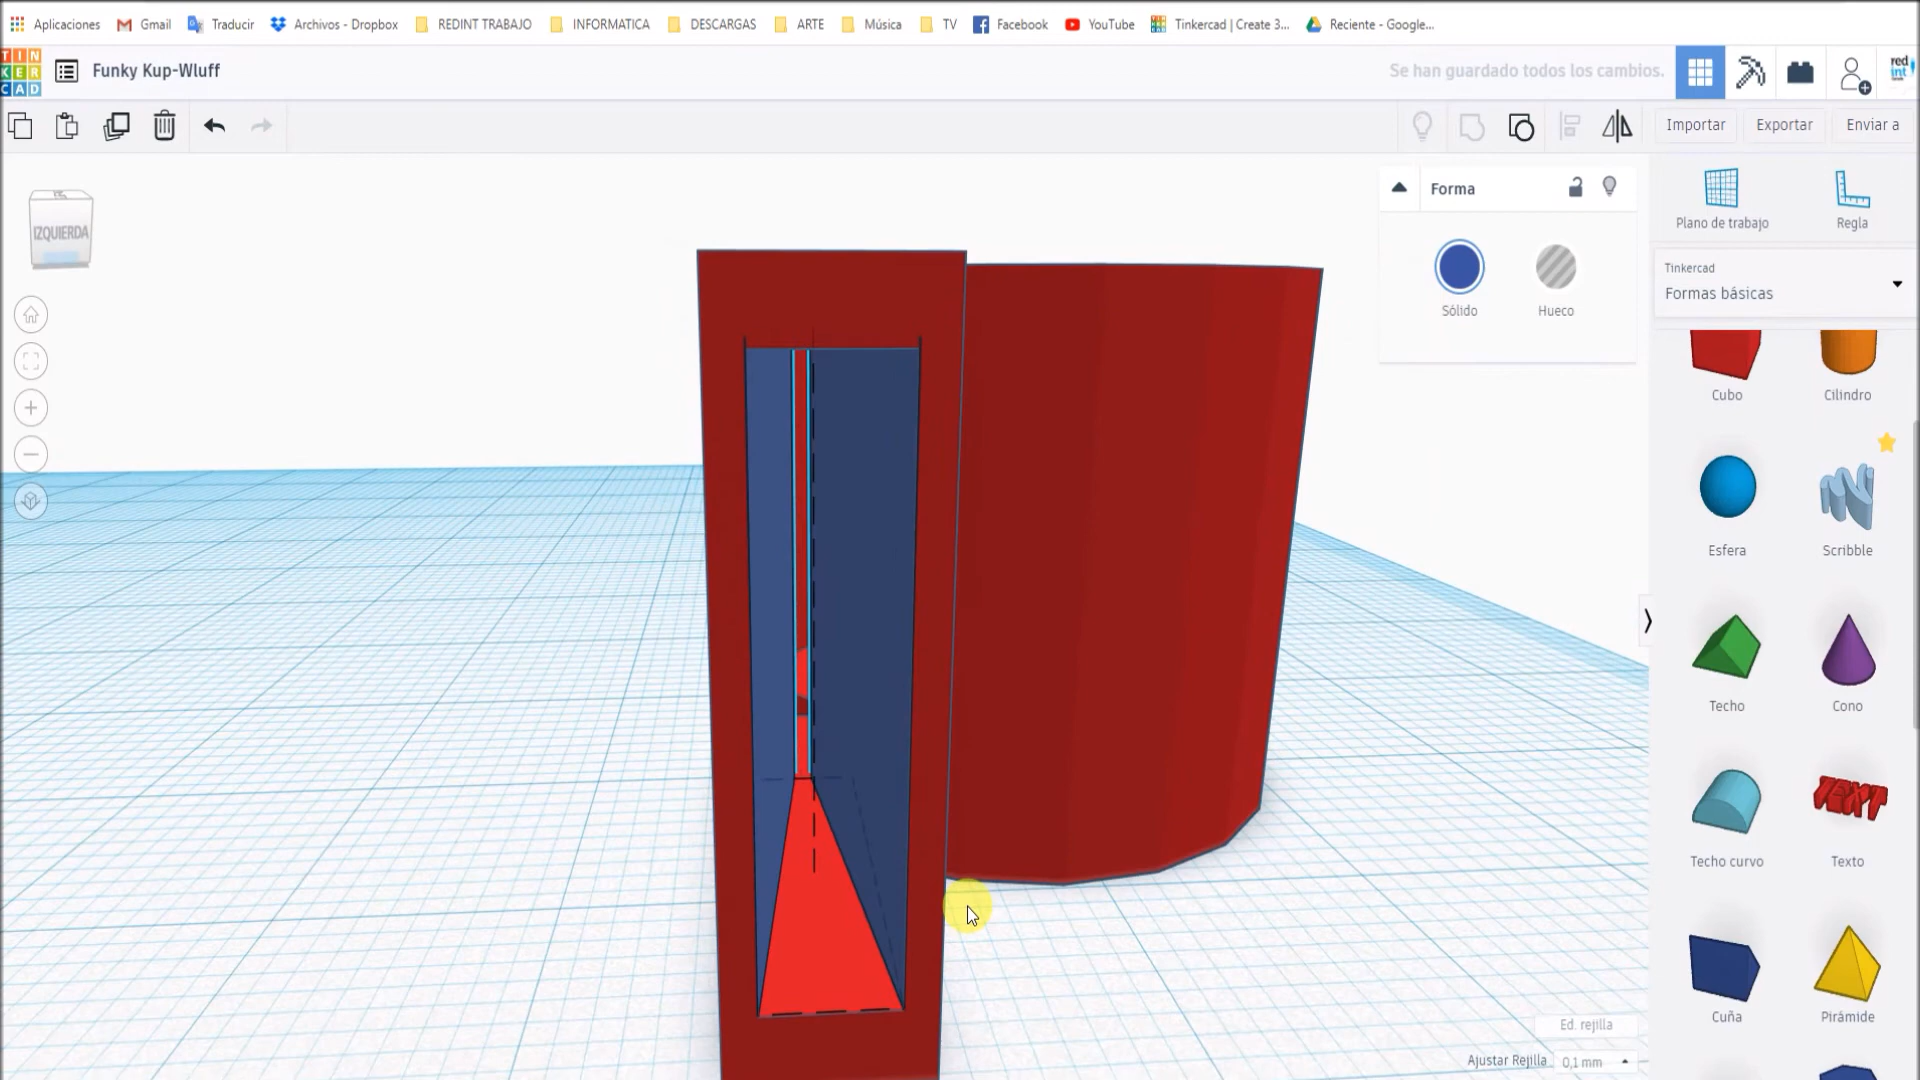 Aplicaciones Gmail Traducir Archivos - Dropbox REDINT TRABAJO INFORMATICA DESCARGAS ARTE Música TV Facebook YouTube Tinkercad | Create 3... Reciente - Google...
TIN
KER
CAD
Funky Kup-Wluff
Se han guardado todos los cambios.
red
int
Importar Exportar Enviar a
IZQUIERDA
Forma
Sólido Hueco
Plano de trabajo Regla
Tinkercad
Formas básicas
Cubo Cilindro
Esfera Scribble
Techo Cono
TEXT
Techo curvo Texto
Cuña Pirámide
Ed. rejilla
Ajustar Rejilla 0,1 mm